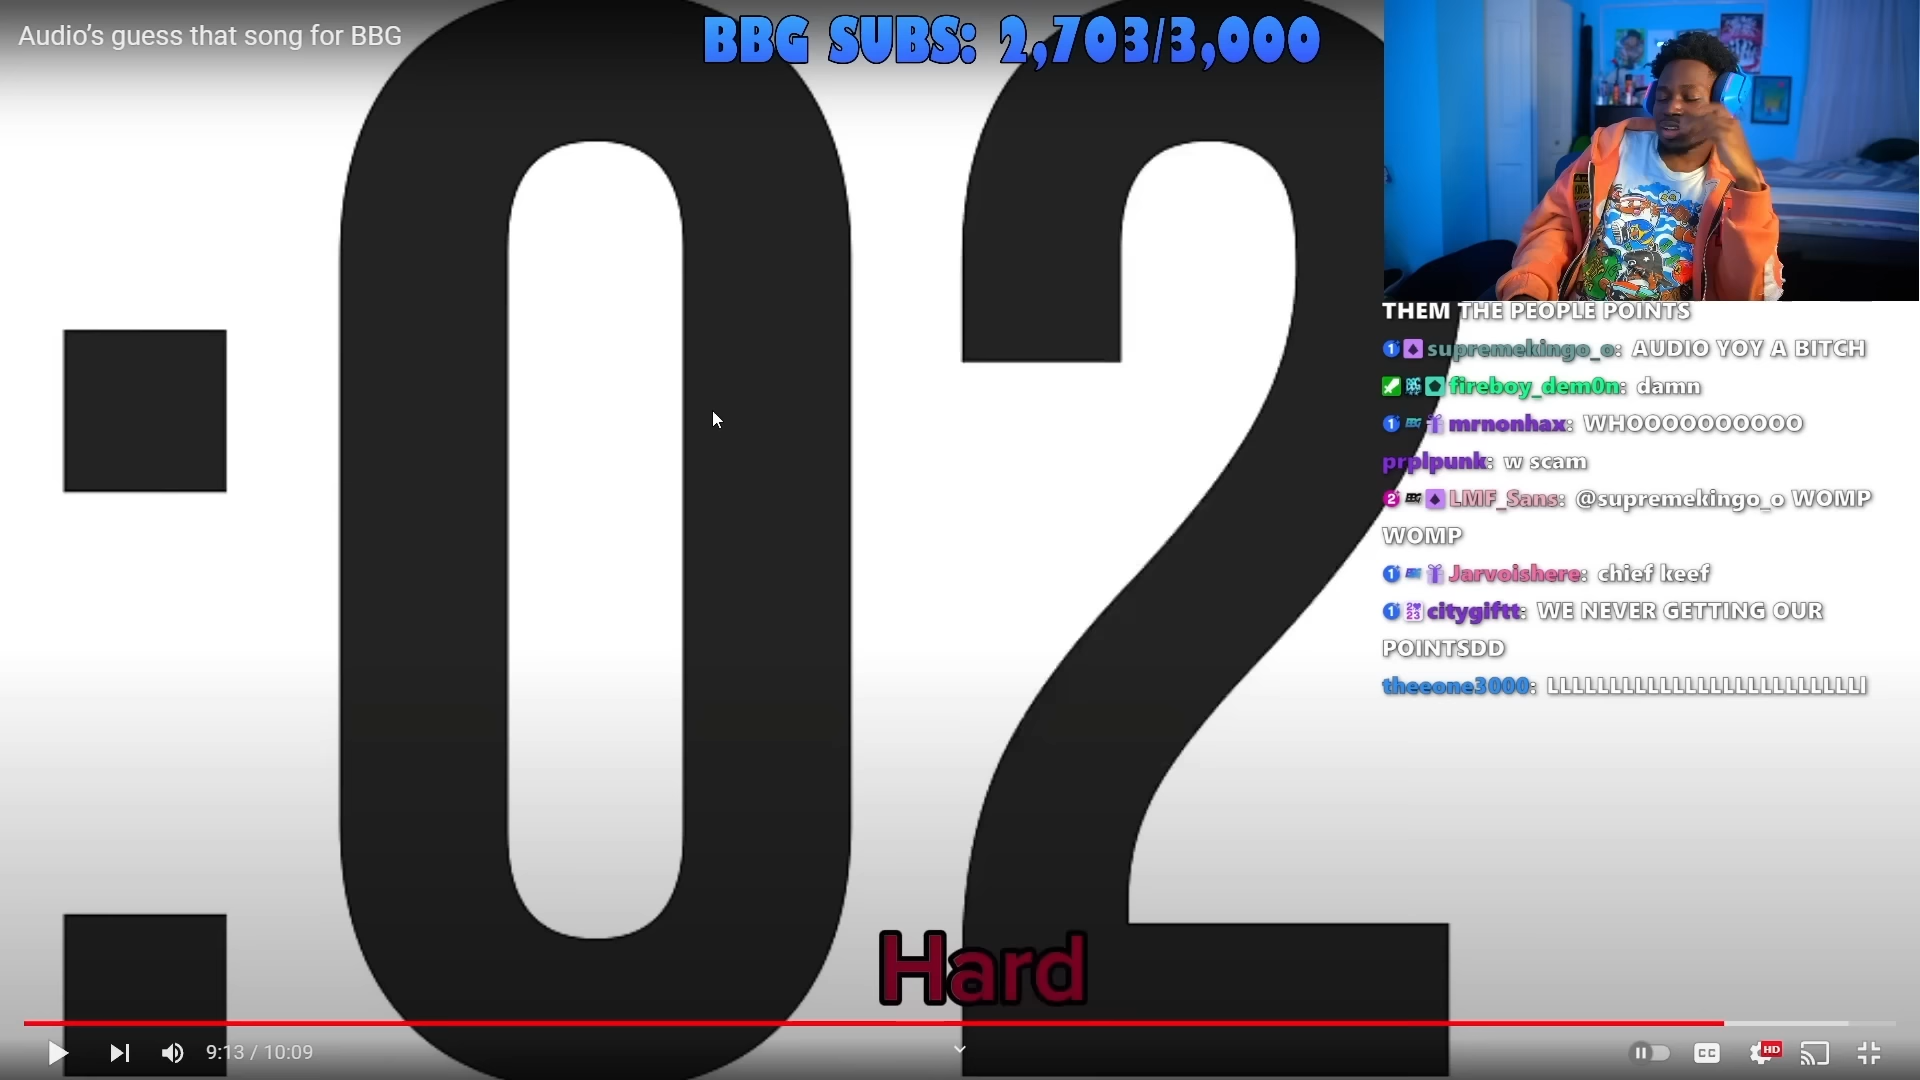 Audio’s guess that song for BBG
BBG SUBS: 2,703/3,000
:02
THEM THE PEOPLE POINTS
supremekingo_o: AUDIO YOY A BITCH
fireboy_dem0n: damn
mrnonhax: WHOOOOOOOOOO
prplpunk: w scam
LMF_Sans: @supremekingo_o WOMP
WOMP
Jarvoishere: chief keef
citygiftt: WE NEVER GETTING OUR
POINTSDD
theeone3000:
Hard
9:13 / 10:09
CC
HD